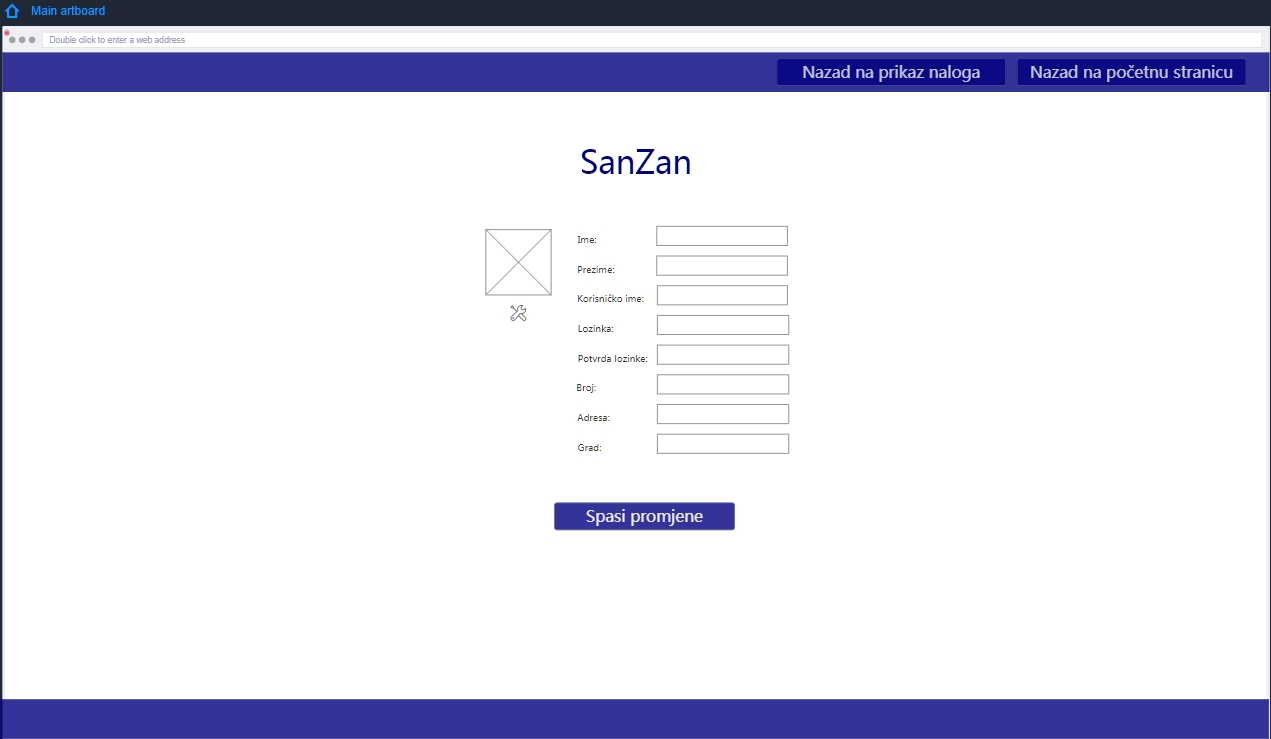 Main artboard
Double click to enter a web address
Nazad na prikaz naloga
Nazad na početnu stranicu
SanZan
Ime:
Prezime:
Korisničko ime:
Lozinka:
Potvrda lozinke:
Broj:
Adresa:
Grad:
Spasi promjene